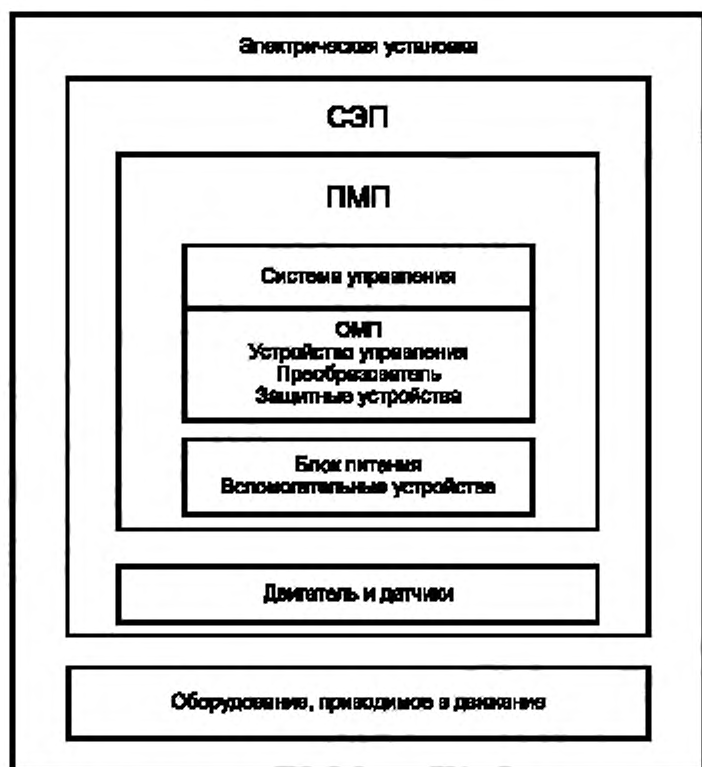 Электрическая установка
СЭП
ПМП
Система управления
ОМП
Устройство управления
Преобразователь
Защитные устройства
Блок питания
Вспомогательные устройства
Двигатель и датчики
Оборудование, приводимое в движение